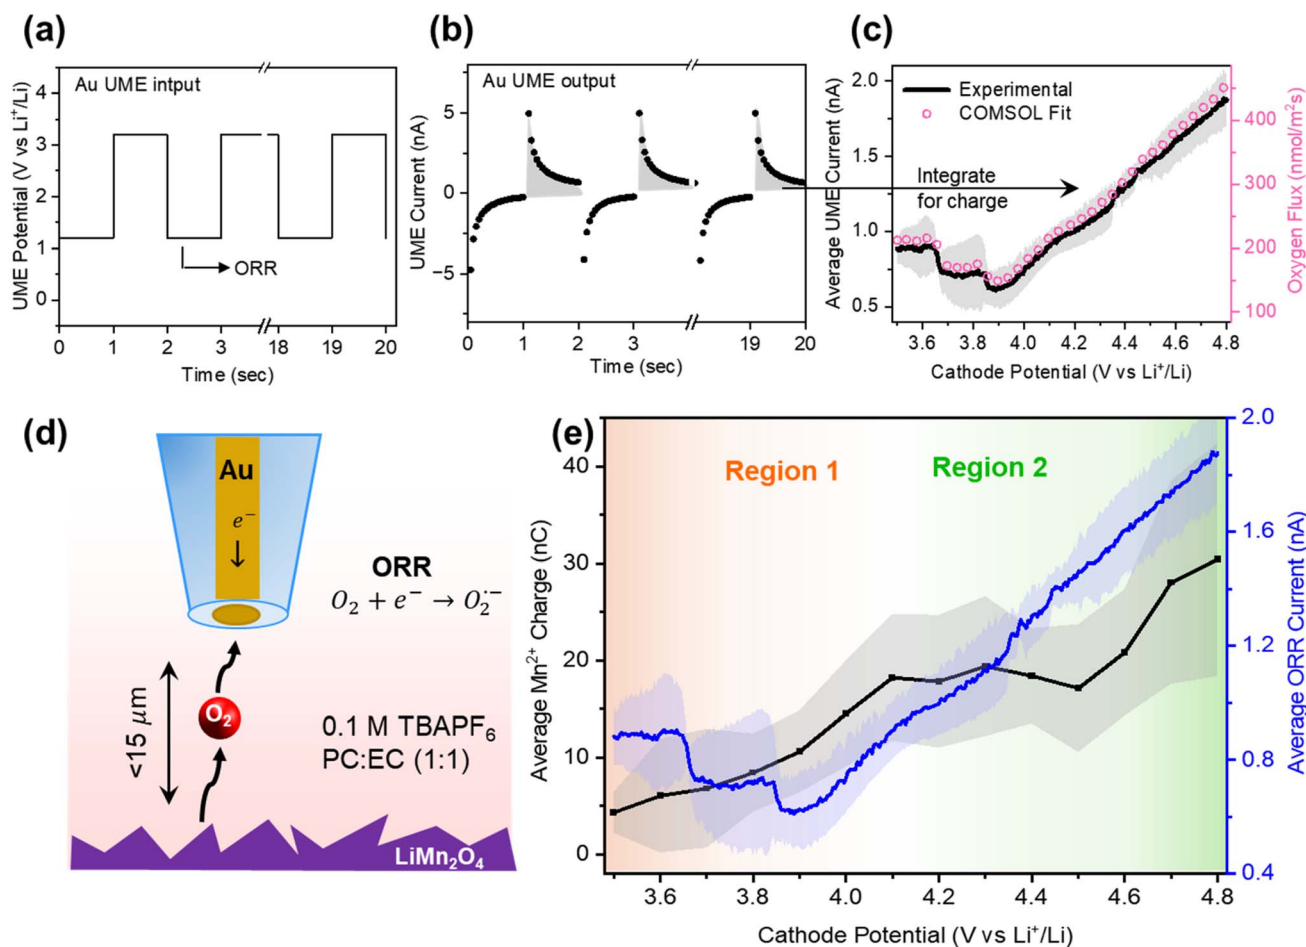 (a)
Au UME intput
UME Potential (V vs Li⁺/Li)
4
3
2
1
0
ORR
0 1 2 3 18 19 20
Time (sec)
(b)
Au UME output
UME Current (nA)
5
0
−5
0 1 2 3 19 20
Time (sec)
(c)
Average UME Current (nA)
2.0
1.5
1.0
0.5
Experimental
COMSOL Fit
Integrate
for charge
Oxygen Flux (nmol/m²s)
400
300
200
100
3.6 3.8 4.0 4.2 4.4 4.6 4.8
Cathode Potential (V vs Li⁺/Li)
(d)
Au
e⁻
ORR
O₂ + e⁻ → O₂˙⁻
<15 μm
O₂
0.1 M TBAPF₆
PC:EC (1:1)
LiMn₂O₄
(e)
Region 1
Region 2
Average Mn²⁺ Charge (nC)
40
30
20
10
0
Average ORR Current (nA)
2.0
1.6
1.2
0.8
0.4
3.6 3.8 4.0 4.2 4.4 4.6 4.8
Cathode Potential (V vs Li⁺/Li)